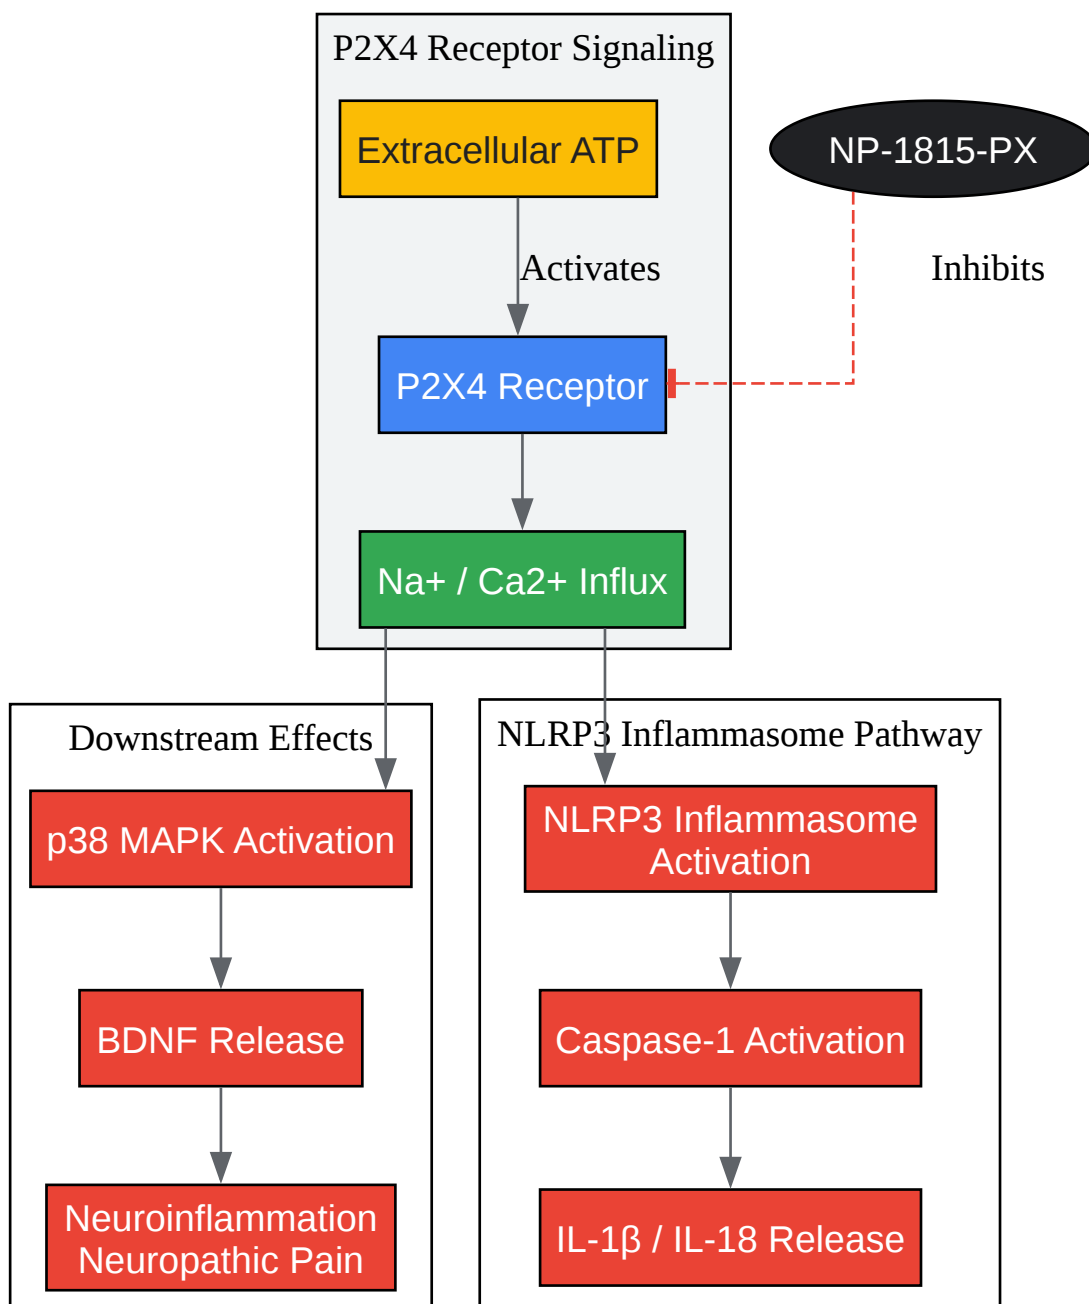 P2X4 Receptor Signaling
Extracellular ATP
NP-1815-PX
Activates
Inhibits
P2X4 Receptor
Na+ / Ca2+ Influx
Downstream Effects
p38 MAPK Activation
BDNF Release
Neuroinflammation
Neuropathic Pain
NLRP3 Inflammasome Pathway
NLRP3 Inflammasome
Activation
Caspase-1 Activation
IL-1β / IL-18 Release